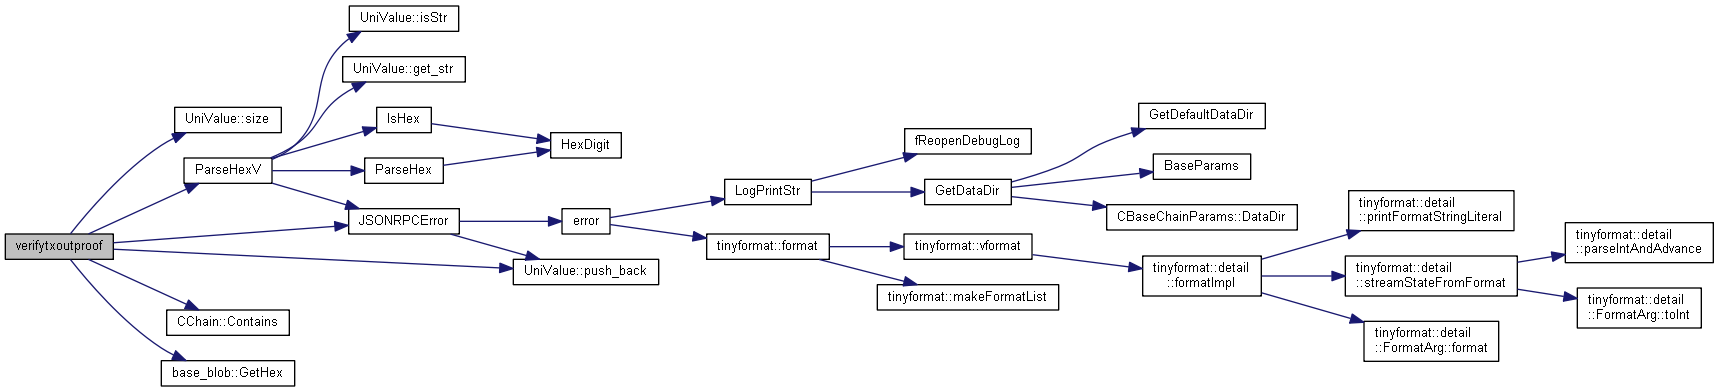 UniValue::isStr
UniValue::get_str
UniValue::size
IsHex
HexDigit
ParseHexV
ParseHex
JSONRPCError
error
verifytxoutproof
UniValue::push_back
CChain::Contains
base_blob::GetHex
LogPrintStr
fReopenDebugLog
GetDataDir
GetDefaultDataDir
BaseParams
CBaseChainParams::DataDir
tinyformat::format
tinyformat::vformat
tinyformat::makeFormatList
tinyformat::detail
::formatImpl
tinyformat::detail
::printFormatStringLiteral
tinyformat::detail
::streamStateFromFormat
tinyformat::detail
::FormatArg::format
tinyformat::detail
::parseIntAndAdvance
tinyformat::detail
::FormatArg::toInt